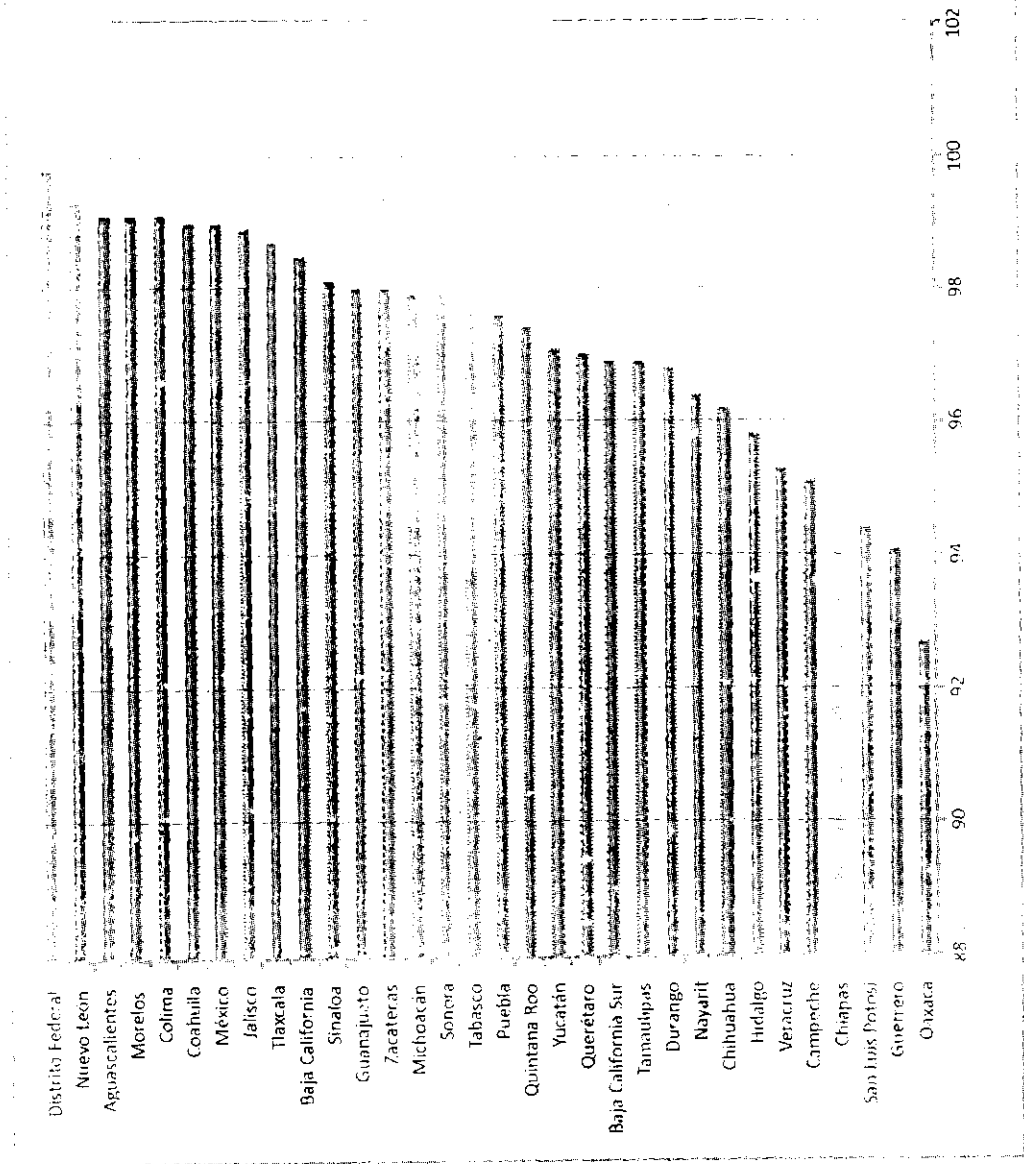 Distrito Federal
Nuevo León
Aguascalientes
Morelos
Colima
Coahuila
México
Jalisco
Tlaxcala
Baja California
Sinaloa
Guanajuato
Zacateras
Michoacán
Sonora
Tabasco
Puebla
Quintana Roo
Yucatán
Querétaro
Baja California Sur
Tamaulipas
Durango
Nayarit
Chihuahua
Hidalgo
Veracruz
Campeche
Chiapas
San Luis Potosí
Guerrero
Oaxaca
88
90
92
94
96
98
100
102